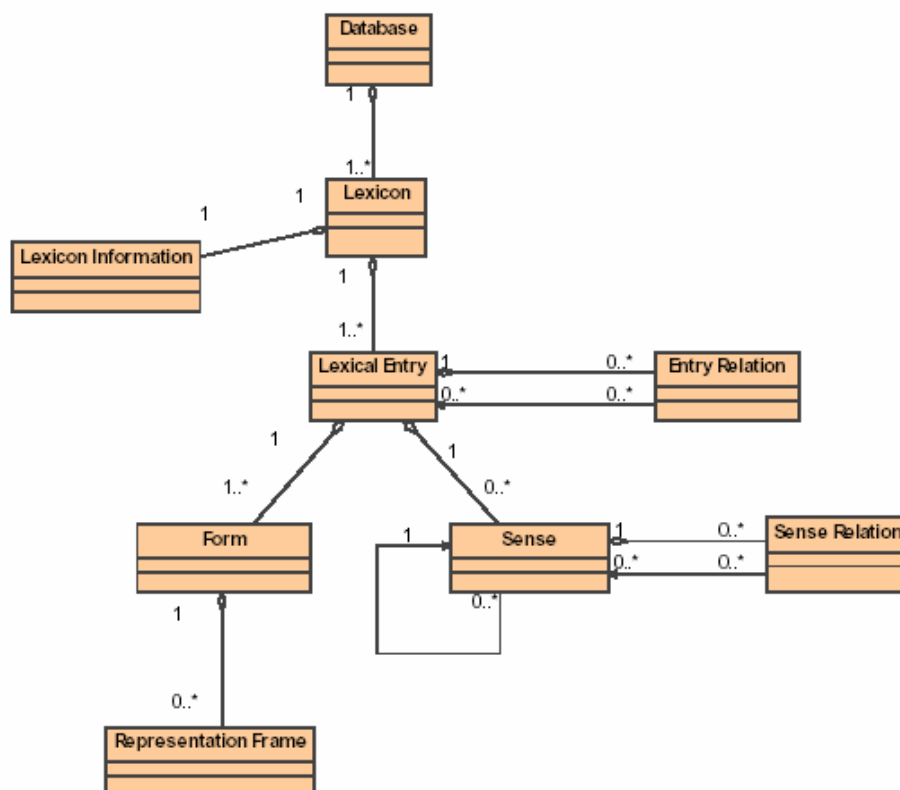 Database
1
1..*
1
1
Lexicon
Lexicon Information
1
1..*
Lexical Entry
1
0..*
Entry Relation
0..*
0..*
1
1
1..*
0..*
Form
Sense
1
1
0..*
Sense Relation
0..*
0..*
0..*
1
0..*
Representation Frame